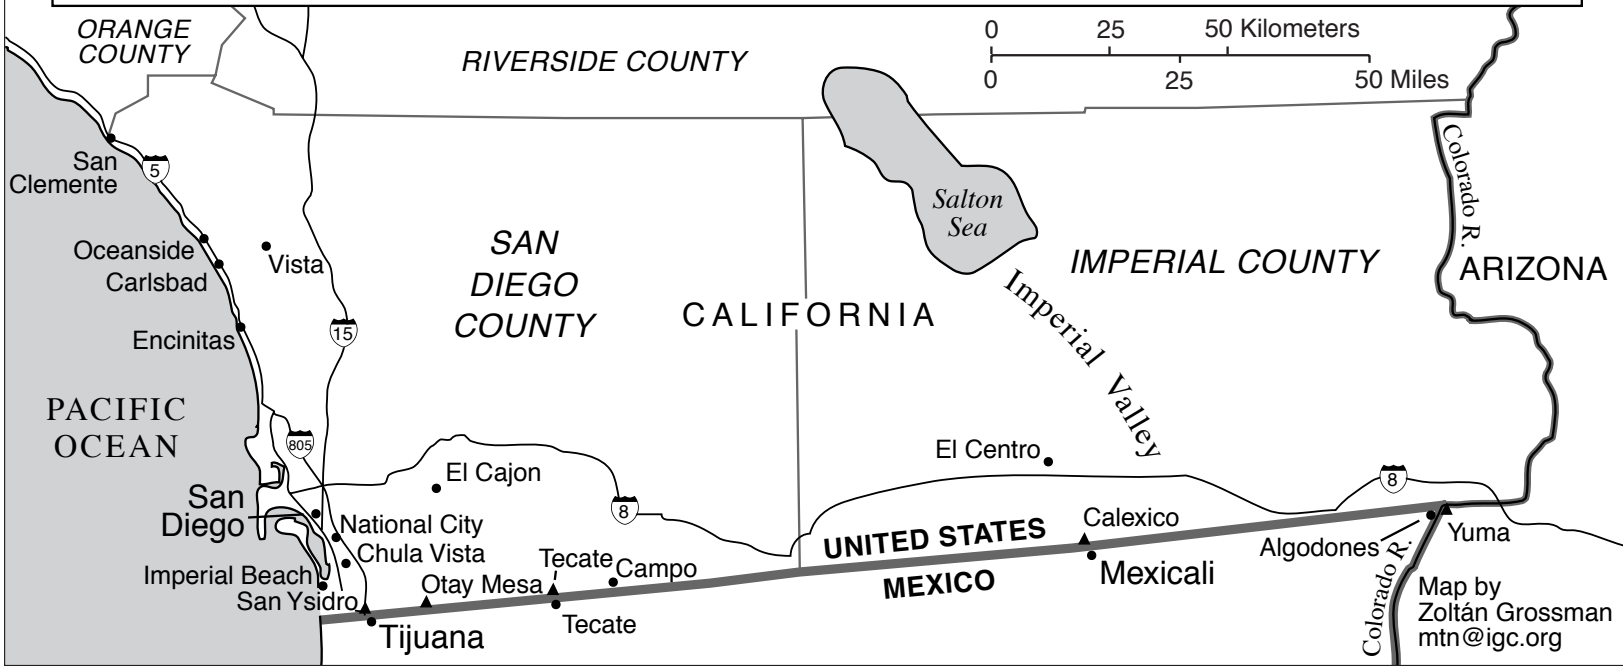 ORANGE
COUNTY
RIVERSIDE COUNTY
0 25 50 Kilometers
0 25 50 Miles
San
Clemente
5
Oceanside
Carlsbad
Vista
Encinitas
15
SAN
DIEGO
COUNTY
CALIFORNIA
Salton
Sea
IMPERIAL COUNTY
Imperial Valley
Colorado R.
ARIZONA
PACIFIC
OCEAN
805
El Cajon
San
Diego
National City
Chula Vista
8
El Centro
8
Imperial Beach
San Ysidro
Otay Mesa
Tecate
Campo
Tijuana
Tecate
UNITED STATES
MEXICO
Calexico
Mexicali
Algodones
Yuma
Colorado R.
Map by
Zoltán Grossman
mtn@igc.org